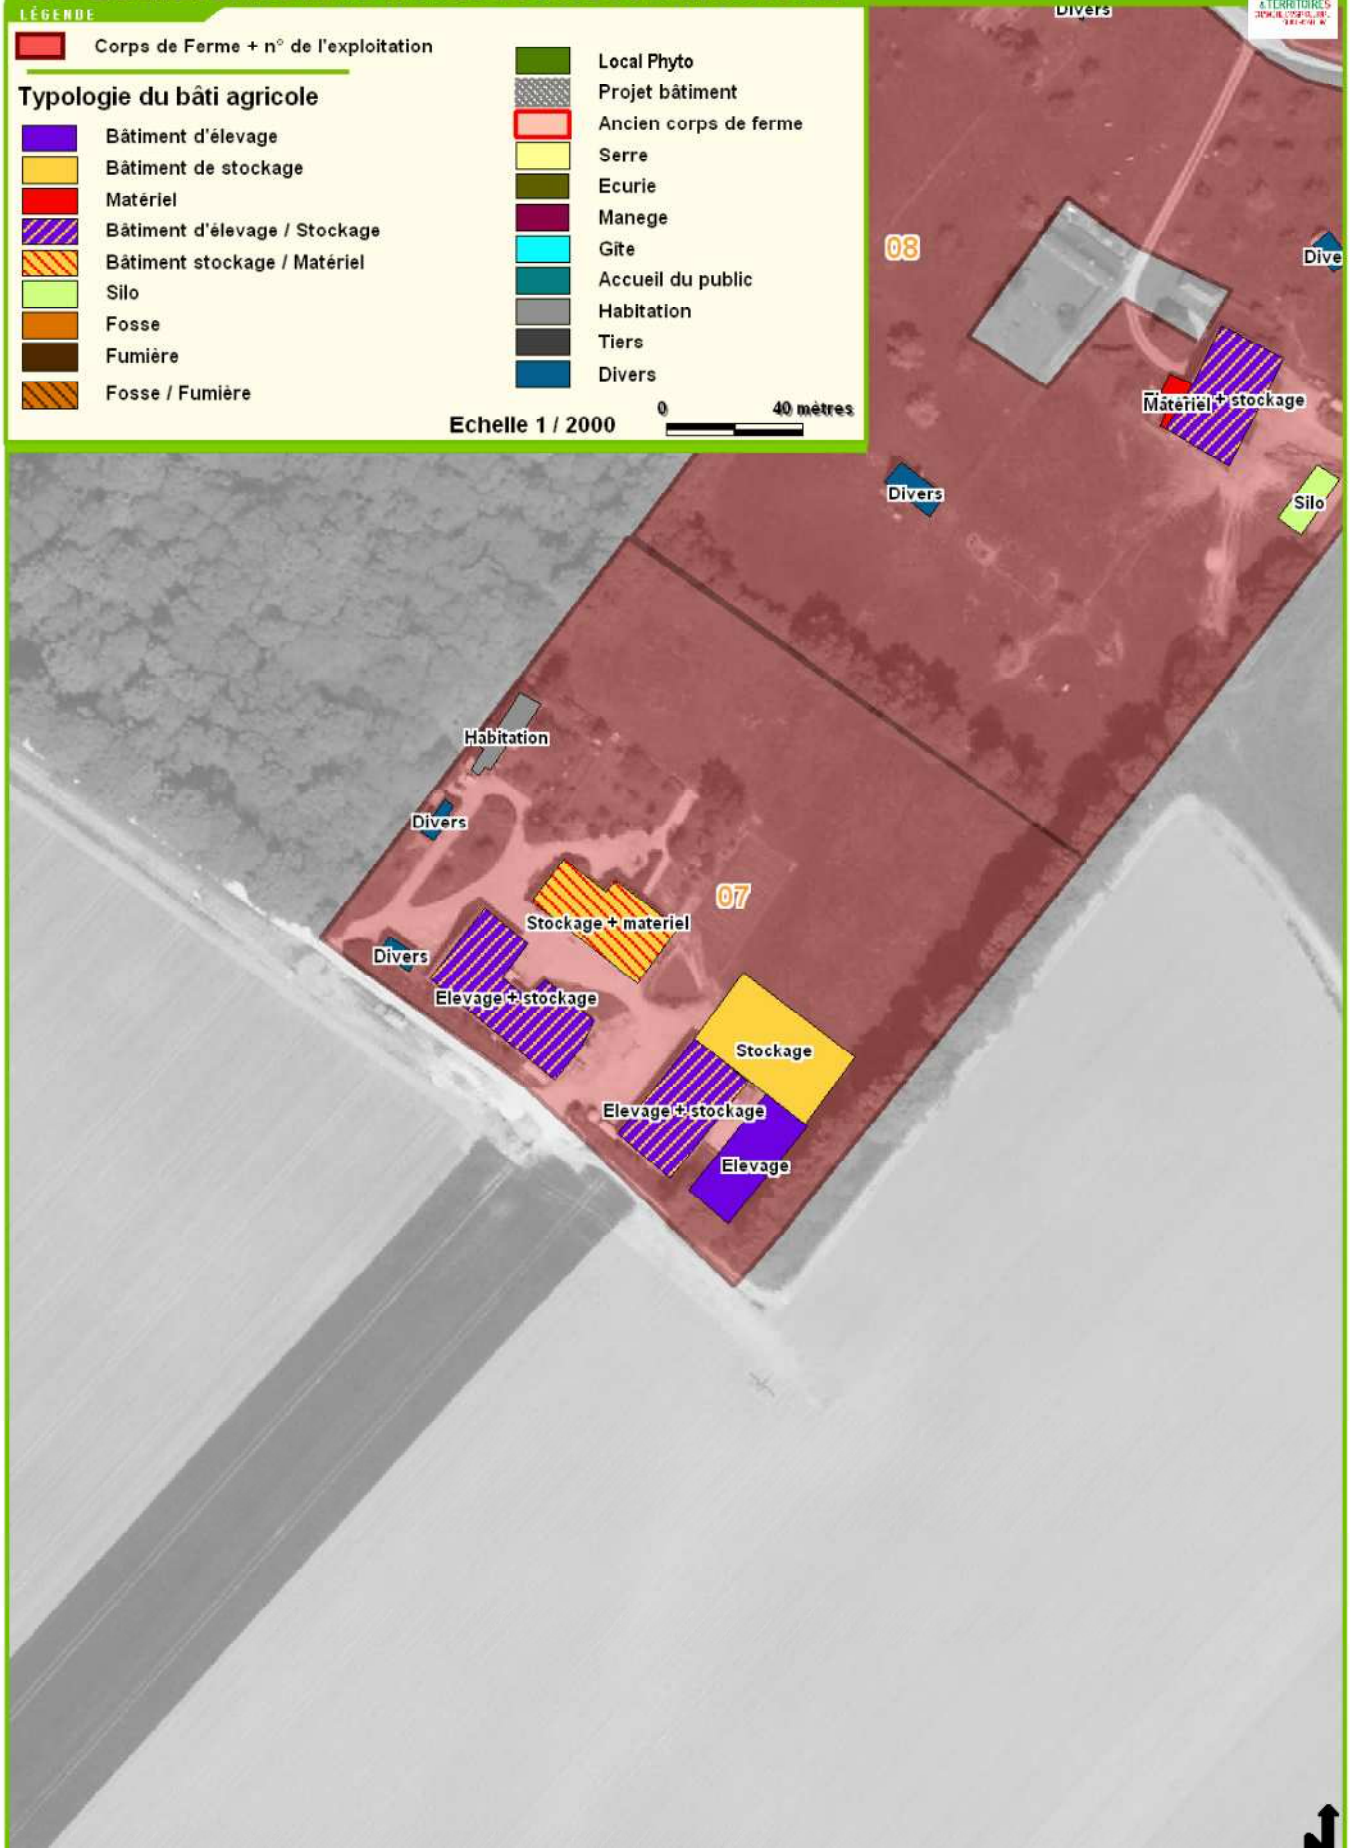 LÉGENDE
Corps de Ferme + n° de l'exploitation
Typologie du bâti agricole
Bâtiment d'élevage
Bâtiment de stockage
Matériel
Bâtiment d'élevage / Stockage
Bâtiment stockage / Matériel
Silo
Fosse
Fumière
Fosse / Fumière
Local Phyto
Projet bâtiment
Ancien corps de ferme
Serre
Ecurie
Manege
Gîte
Accueil du public
Habitation
Tiers
Divers
Echelle 1 / 2000
0 40 mètres
Divers
&TERRITOIRES
08
Dive
Matériel + stockage
Divers
Silo
Habitation
Divers
07
Stockage + materiel
Divers
Elevage + stockage
Stockage
Elevage + stockage
Elevage